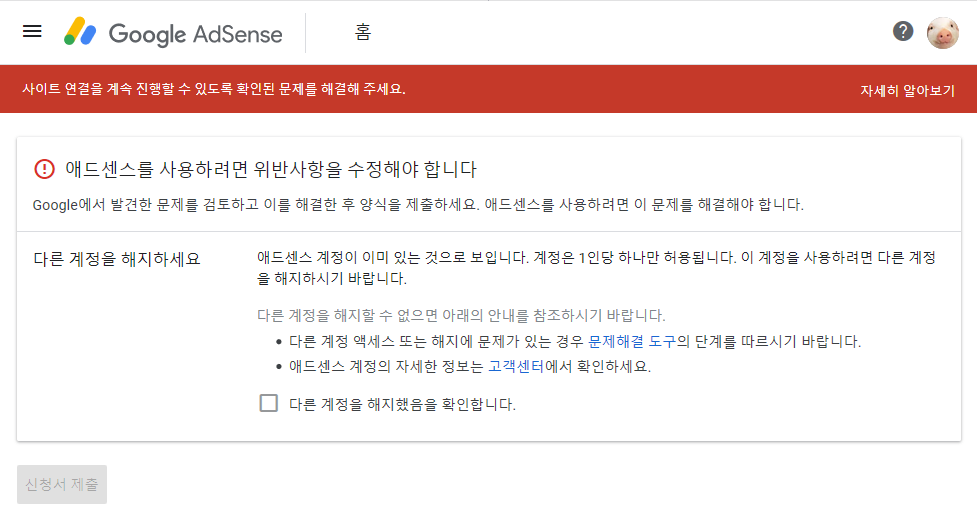 Google AdSense
홈
사이트 연결을 계속 진행할 수 있도록 확인된 문제를 해결해 주세요.
자세히 알아보기
애드센스를 사용하려면 위반사항을 수정해야 합니다
Google에서 발견한 문제를 검토하고 이를 해결한 후 양식을 제출하세요. 애드센스를 사용하려면 이 문제를 해결해야 합니다.
다른 계정을 해지하세요
애드센스 계정이 이미 있는 것으로 보입니다. 계정은 1인당 하나만 허용됩니다. 이 계정을 사용하려면 다른 계정
을 해지하시기 바랍니다.
다른 계정을 해지할 수 없으면 아래의 안내를 참조하시기 바랍니다.
• 다른 계정 액세스 또는 해지에 문제가 있는 경우 문제해결 도구의 단계를 따르시기 바랍니다.
• 애드센스 계정의 자세한 정보는 고객센터에서 확인하세요.
다른 계정을 해지했음을 확인합니다.
신청서 제출